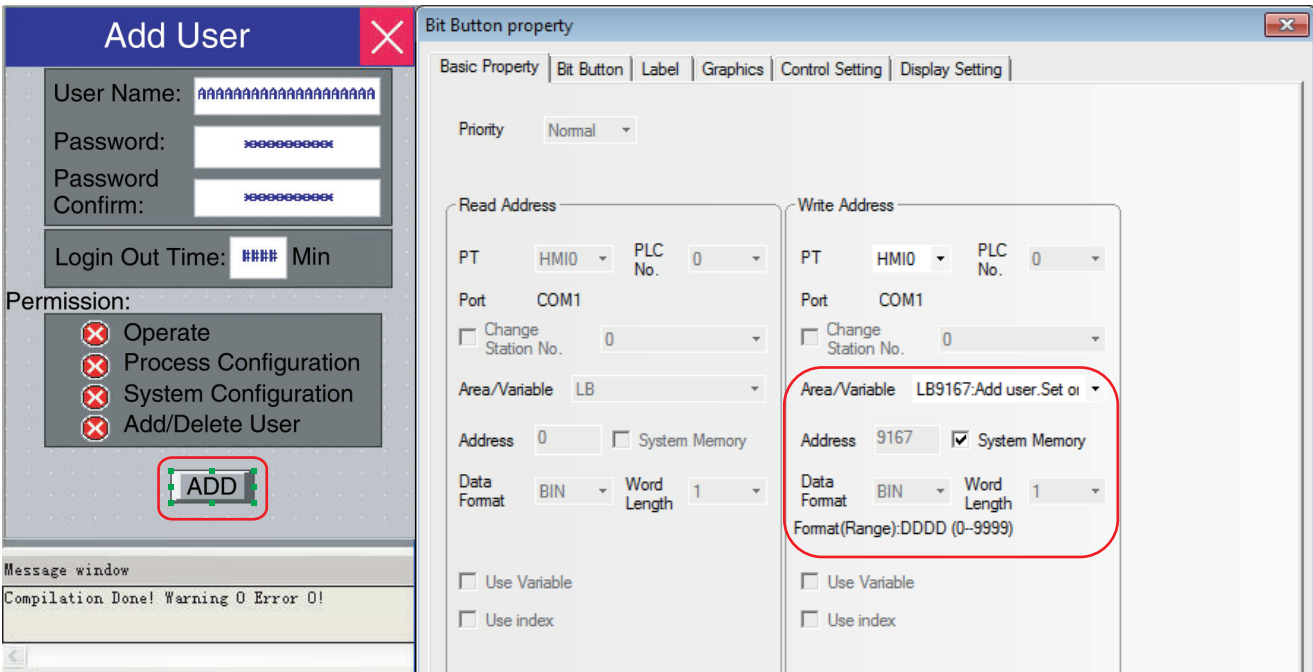 Add User
User Name: AAAAAAAAAAAAAAAAAAAA
Password: **********
Password
Confirm: **********
Login Out Time: #### Min
Permission:
Operate
Process Configuration
System Configuration
Add/Delete User
ADD
Message window
Compilation Done! Warning 0 Error 0!
Bit Button property
Basic Property Bit Button Label Graphics Control Setting Display Setting
Priority Normal
Read Address
PT HMI0 PLC No. 0
Port COM1
Change Station No. 0
Area/Variable LB
Address 0 System Memory
Data Format BIN Word Length 1
Use Variable
Use index
Write Address
PT HMI0 PLC No. 0
Port COM1
Change Station No. 0
Area/Variable LB9167:Add user.Set
Address 9167 System Memory
Data Format BIN Word Length 1
Format(Range):DDDD (0--9999)
Use Variable
Use index